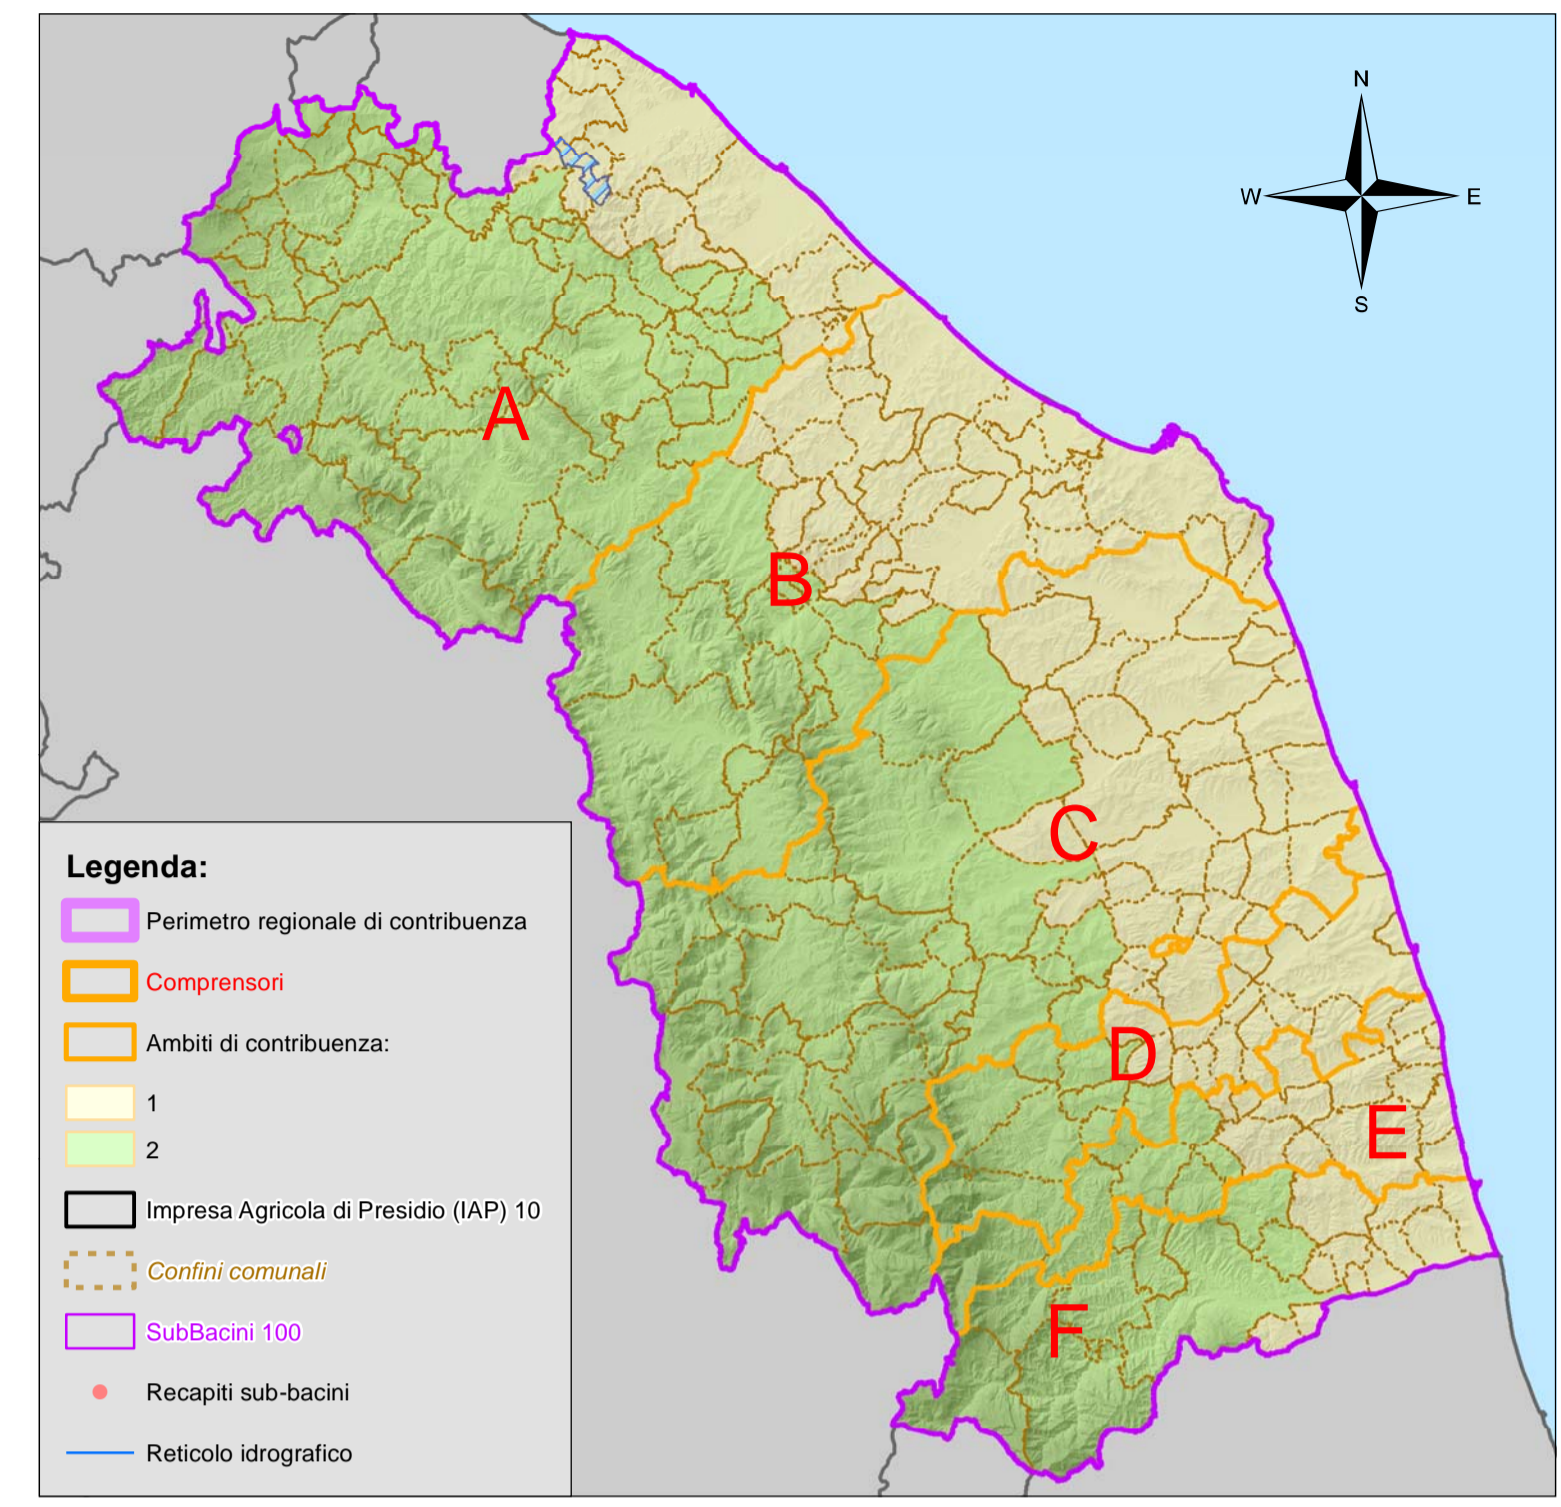 N
W E
S
A
B
C
D
E
F
Legenda:
Perimetro regionale di contribuenza
Comprensori
Ambiti di contribuenza:
1
2
Impresa Agricola di Presidio (IAP) 10
Confini comunali
SubBacini 100
Recapiti sub-bacini
Reticolo idrografico